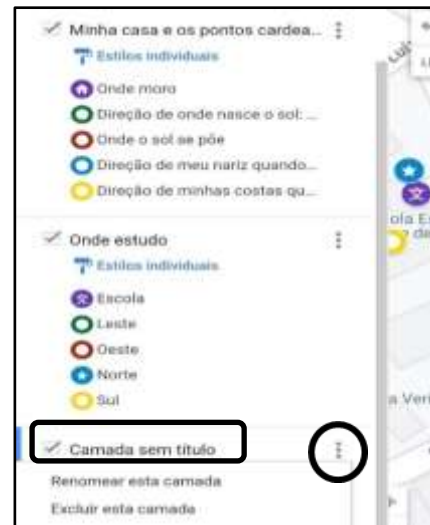 Minha casa e os pontos cardea...
Estilos individuais
Onde moro
Direção de onde nasce o sol: ...
Onde o sol se põe
Direção de meu nariz quando...
Direção de minhas costas qu...
Onde estudo
Estilos individuais
Escola
Leste
Oeste
Norte
Sul
Camada sem título
Renomear esta camada
Excluir esta camada
ola E
a Veri